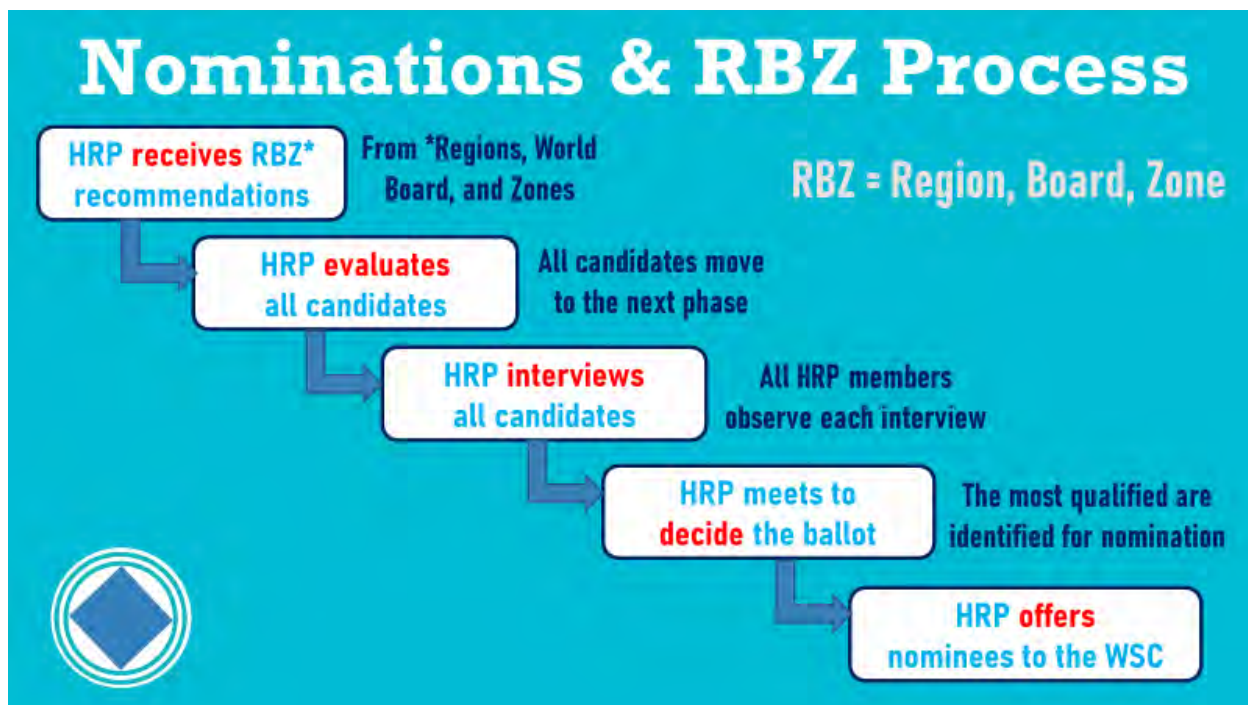 Nominations & RBZ Process
HRP receives RBZ*
recommendations
From *Regions, World
Board, and Zones
RBZ = Region, Board, Zone
HRP evaluates
all candidates
All candidates move
to the next phase
HRP interviews
all candidates
All HRP members
observe each interview
HRP meets to
decide the ballot
The most qualified are
identified for nomination
HRP offers
nominees to the WSC